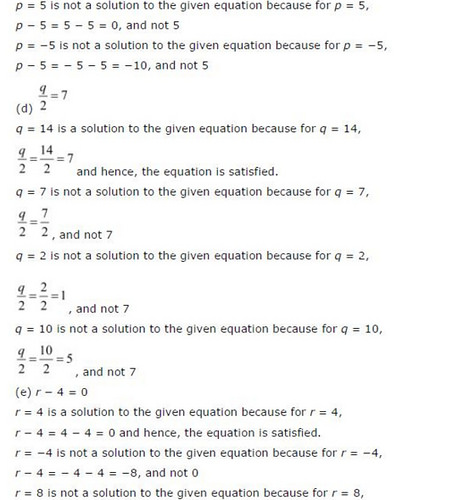 p = 5 is not a solution to the given equation because for p = 5,
p − 5 = 5 − 5 = 0, and not 5
p = −5 is not a solution to the given equation because for p = −5,
p − 5 = − 5 − 5 = −10, and not 5
(d) q/2 = 7
q = 14 is a solution to the given equation because for q = 14,
q/2 = 14/2 = 7 and hence, the equation is satisfied.
q = 7 is not a solution to the given equation because for q = 7,
q/2 = 7/2 , and not 7
q = 2 is not a solution to the given equation because for q = 2,
q/2 = 2/2 = 1 , and not 7
q = 10 is not a solution to the given equation because for q = 10,
q/2 = 10/2 = 5 , and not 7
(e) r − 4 = 0
r = 4 is a solution to the given equation because for r = 4,
r − 4 = 4 − 4 = 0 and hence, the equation is satisfied.
r = −4 is not a solution to the given equation because for r = −4,
r − 4 = − 4 − 4 = −8, and not 0
r = 8 is not a solution to the given equation because for r = 8,